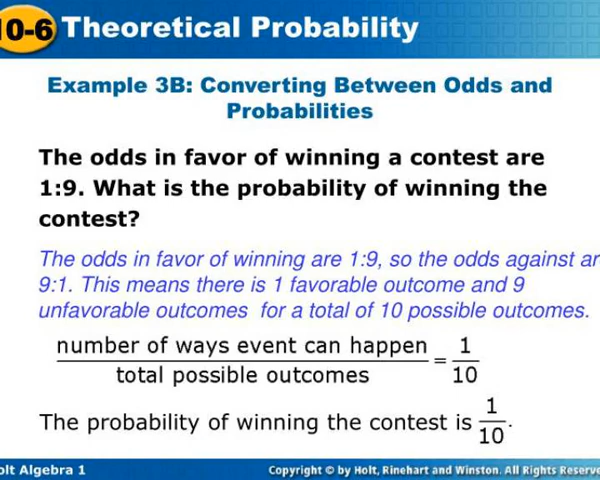 10-6 Theoretical Probability
Example 3B: Converting Between Odds and
Probabilities
The odds in favor of winning a contest are
1:9. What is the probability of winning the
contest?
The odds in favor of winning are 1:9, so the odds against ar
9:1. This means there is 1 favorable outcome and 9
unfavorable outcomes for a total of 10 possible outcomes.
number of ways event can happen
total possible outcomes
= 1
10
The probability of winning the contest is 1
10.
olt Algebra 1
Copyright © by Holt, Rinehart and Winston. All Rights Reserve